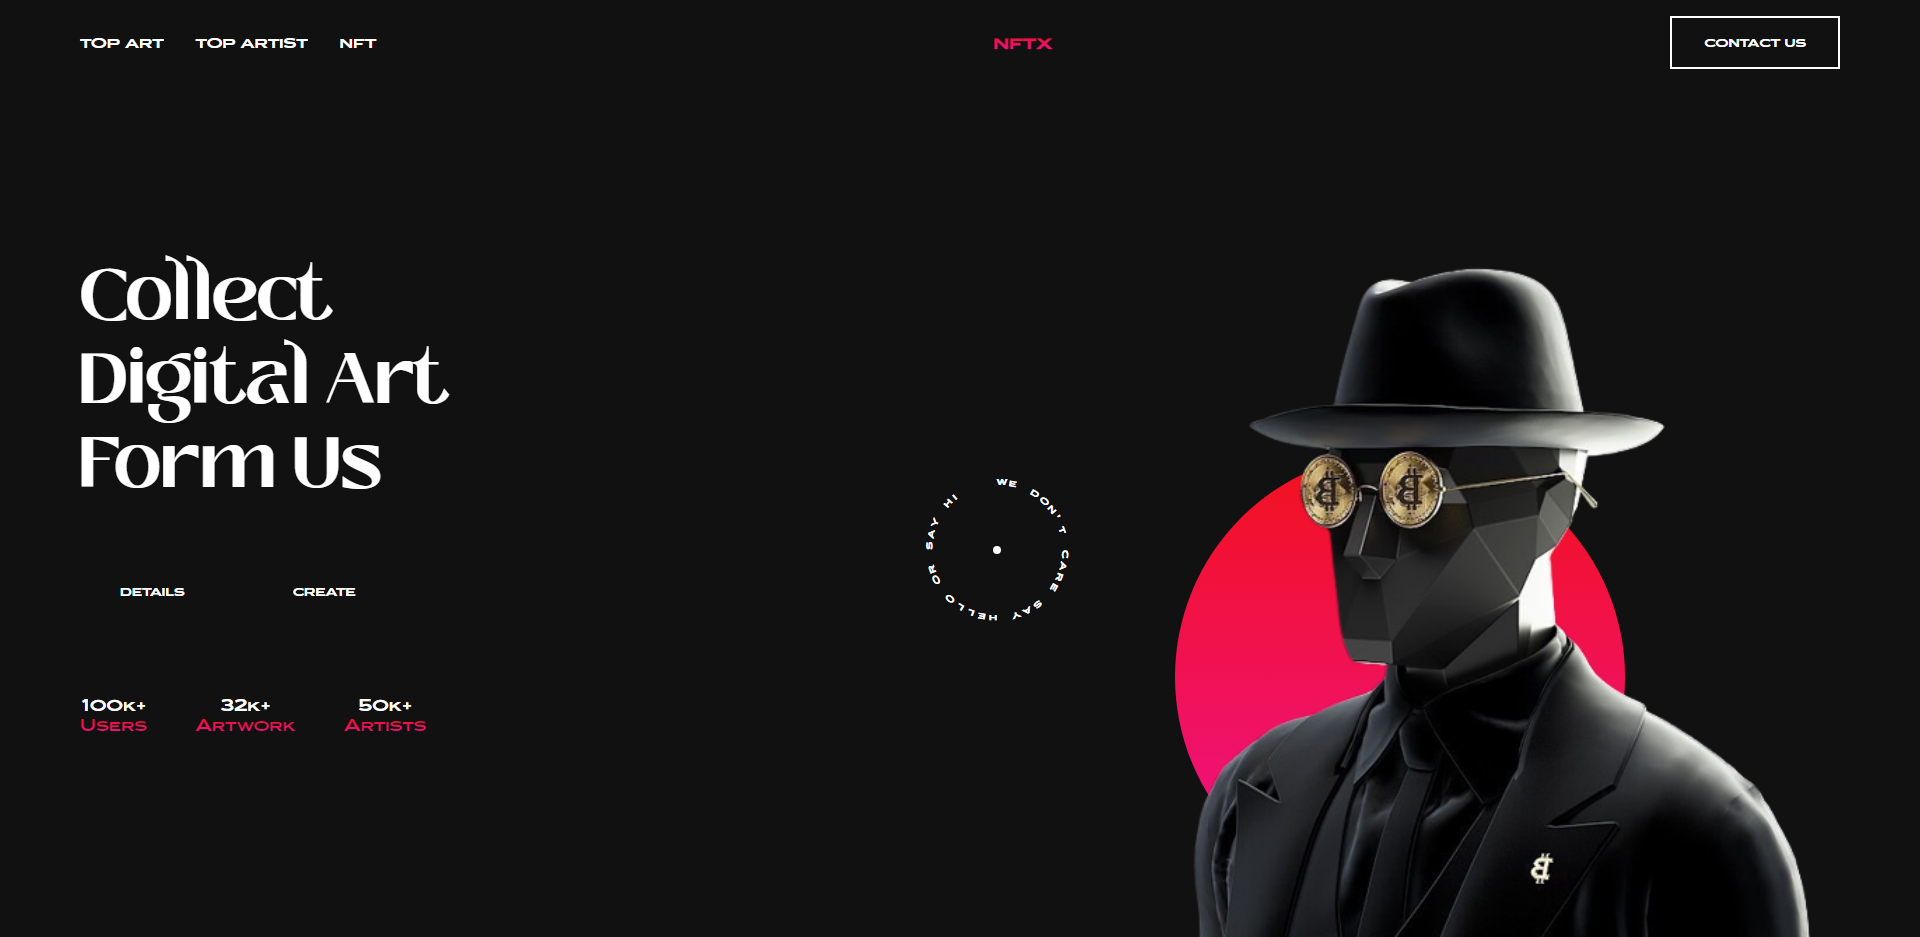 TOP ART TOP ARTIST NFT
NFTX
CONTACT US
Collect
Digital Art
Form Us
WE DON'T CARE SAY HELLO OR SAY HI
DETAILS CREATE
100K+ 32K+ 50K+
USERS ARTWORK ARTISTS